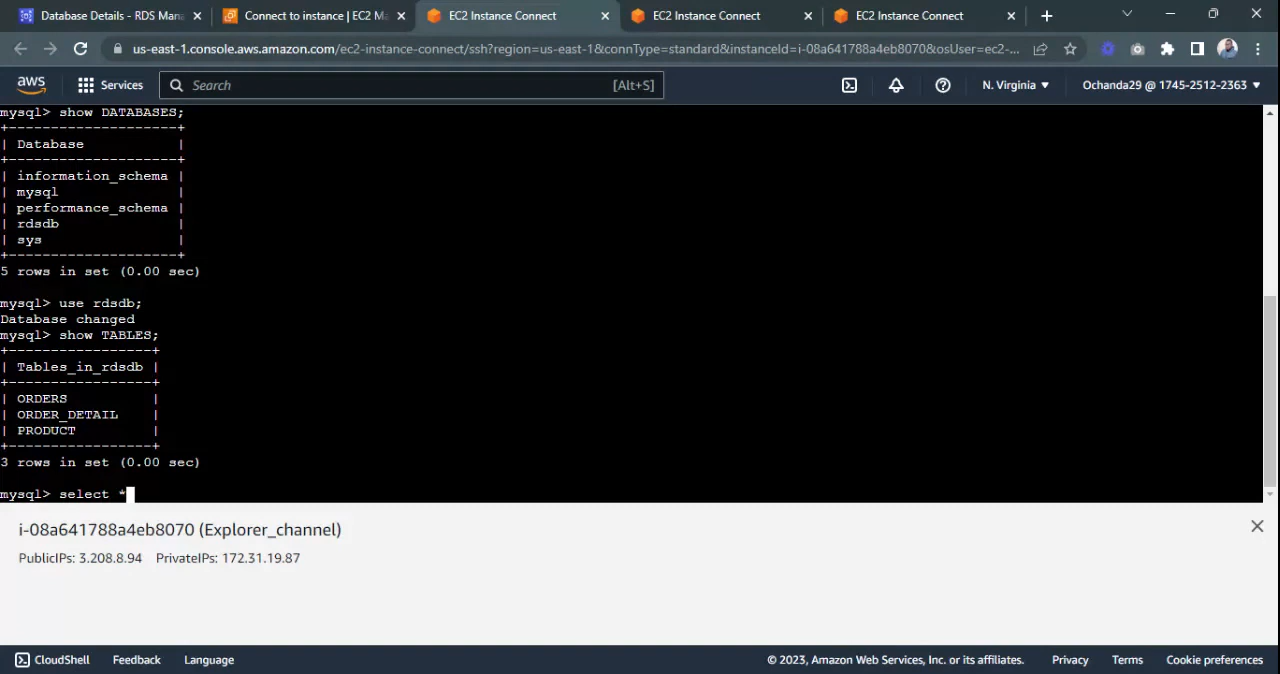 Database Details - RDS Mana
Connect to instance | EC2 Ma
EC2 Instance Connect
EC2 Instance Connect
EC2 Instance Connect
us-east-1.console.aws.amazon.com/ec2-instance-connect/ssh?region=us-east-1&connType=standard&instanceId=i-08a641788a4eb8070&osUser=ec2-...
aws
Services
Search
[Alt+S]
N. Virginia
Ochanda29 @ 1745-2512-2363
mysql> show DATABASES;
+--------------------+
| Database           |
+--------------------+
| information_schema |
| mysql              |
| performance_schema |
| rdsdb              |
| sys                |
+--------------------+
5 rows in set (0.00 sec)
mysql> use rdsdb;
Database changed
mysql> show TABLES;
+-----------------+
| Tables_in_rdsdb |
+-----------------+
| ORDERS          |
| ORDER_DETAIL    |
| PRODUCT         |
+-----------------+
3 rows in set (0.00 sec)
mysql> select *
i-08a641788a4eb8070 (Explorer_channel)
PublicIPs: 3.208.8.94 PrivateIPs: 172.31.19.87
CloudShell Feedback Language
© 2023, Amazon Web Services, Inc. or its affiliates. Privacy Terms Cookie preferences